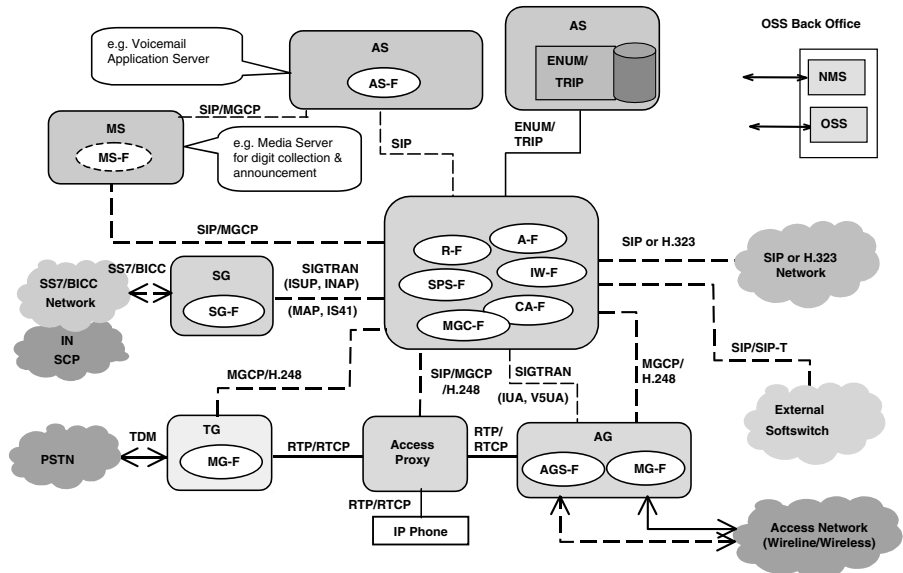 e.g. Voicemail
Application Server
AS
AS-F
AS
ENUM/
TRIP
OSS Back Office
NMS
OSS
SIP/MGCP
MS
MS-F
e.g. Media Server
for digit collection &
announcement
SIP
ENUM/
TRIP
SIP/MGCP
R-F
A-F
SPS-F
IW-F
CA-F
MGC-F
SIP or H.323
SIP or H.323
Network
SS7/BICC
SS7/BICC
Network
IN
SCP
SG
SG-F
SIGTRAN
(ISUP, INAP)
(MAP, IS41)
MGCP/H.248
SIP/MGCP
/H.248
SIGTRAN
(IUA, V5UA)
MGCP/
H.248
SIP/SIP-T
External
Softswitch
PSTN
TDM
TG
MG-F
RTP/RTCP
Access
Proxy
RTP/
RTCP
AG
AGS-F
MG-F
RTP/RTCP
IP Phone
Access Network
(Wireline/Wireless)